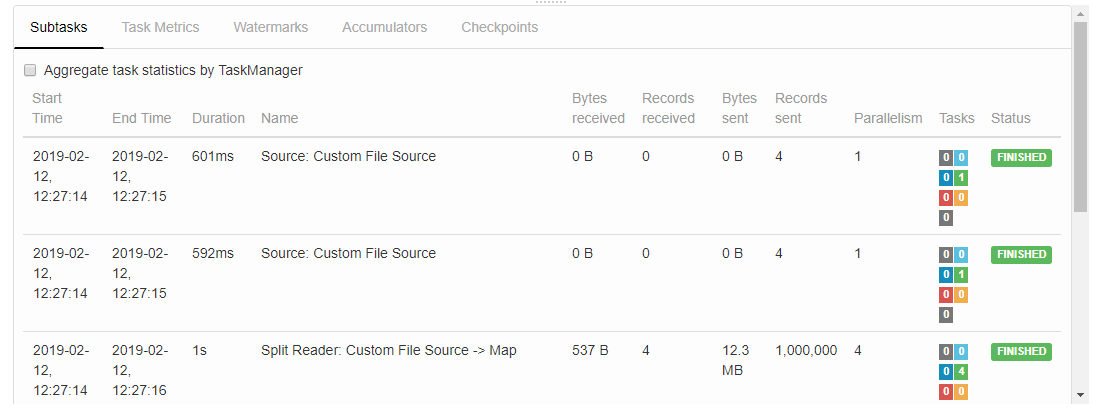 Subtasks Task Metrics Watermarks Accumulators Checkpoints
Aggregate task statistics by TaskManager
Start Bytes Records Bytes Records
Time End Time Duration Name received received sent sent Parallelism Tasks Status
2019-02- 2019-02- 601ms Source: Custom File Source 0 B 0 0 B 4 1 0 0 FINISHED
12, 12, 0 1
12:27:14 12:27:15 0 0
0
2019-02- 2019-02- 592ms Source: Custom File Source 0 B 0 0 B 4 1 0 0 FINISHED
12, 12, 0 1
12:27:14 12:27:15 0 0
0
2019-02- 2019-02- 1s Split Reader: Custom File Source -> Map 537 B 4 12.3 1,000,000 4 0 0 FINISHED
12, 12, MB 0 4
12:27:14 12:27:16 0 0